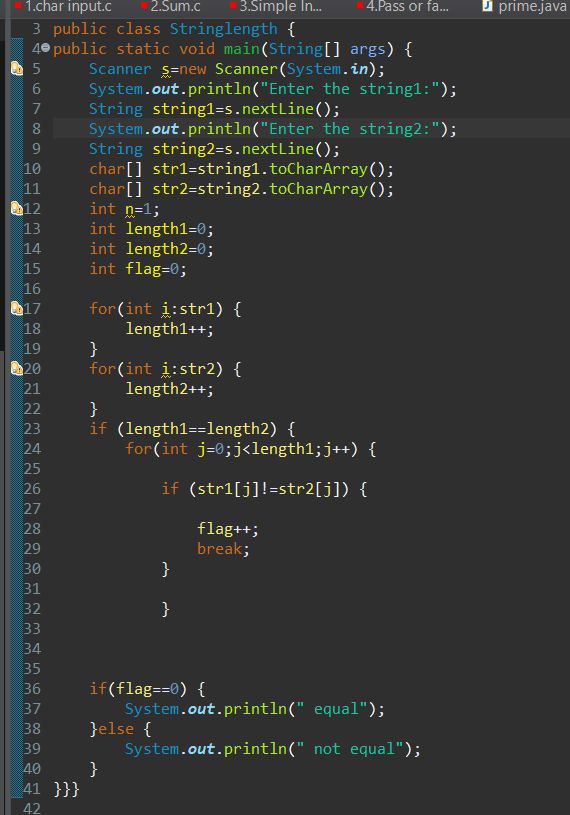 1.char input.c 2.Sum.c 3.Simple In... 4.Pass or fa... prime.java
3 public class Stringlength {
4 public static void main(String[] args) {
5 Scanner s=new Scanner(System.in);
6 System.out.println("Enter the string1:");
7 String string1=s.nextLine();
8 System.out.println("Enter the string2:");
9 String string2=s.nextLine();
10 char[] str1=string1.toCharArray();
11 char[] str2=string2.toCharArray();
12 int n=1;
13 int length1=0;
14 int length2=0;
15 int flag=0;
16
17 for(int i:str1) {
18 length1++;
19 }
20 for(int i:str2) {
21 length2++;
22 }
23 if (length1==length2) {
24 for(int j=0;j<length1;j++) {
25
26 if (str1[j]!=str2[j]) {
27
28 flag++;
29 break;
30 }
31
32 }
33
34
35
36 if(flag==0) {
37 System.out.println(" equal");
38 }else {
39 System.out.println(" not equal");
40 }
41 }}}
42